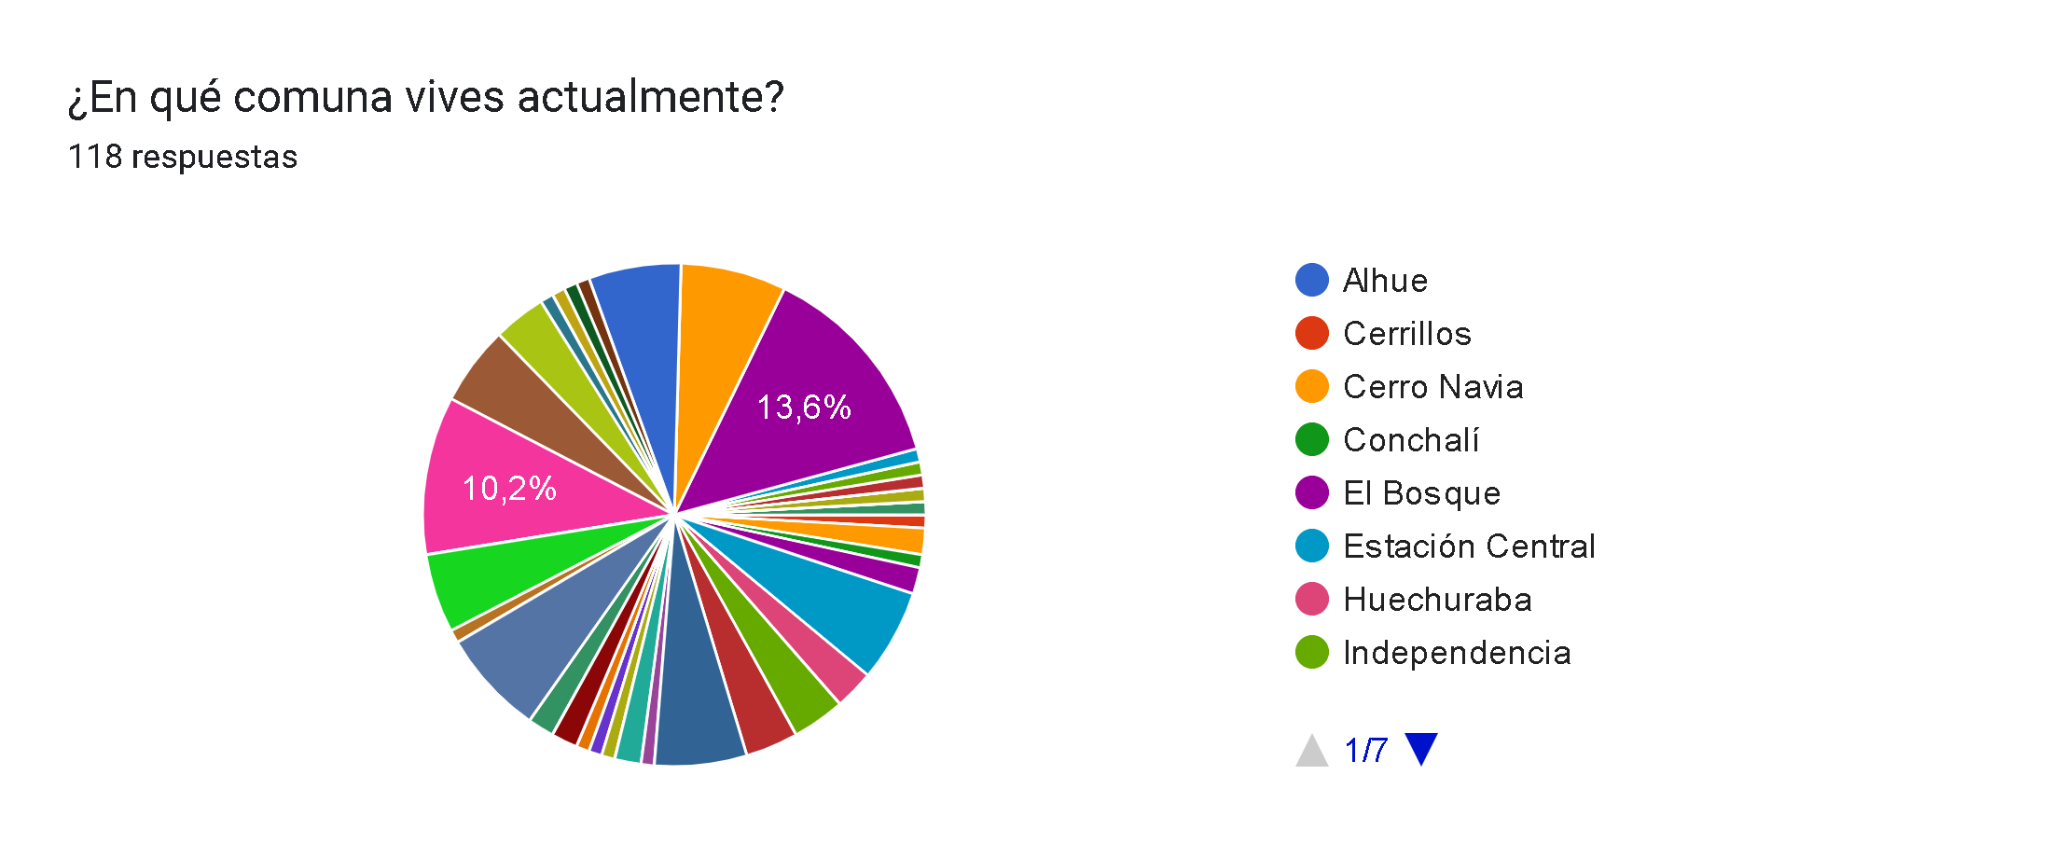 ¿En qué comuna vives actualmente?
118 respuestas
13,6%
10,2%
Alhue
Cerrillos
Cerro Navia
Conchalí
El Bosque
Estación Central
Huechuraba
Independencia
1/7